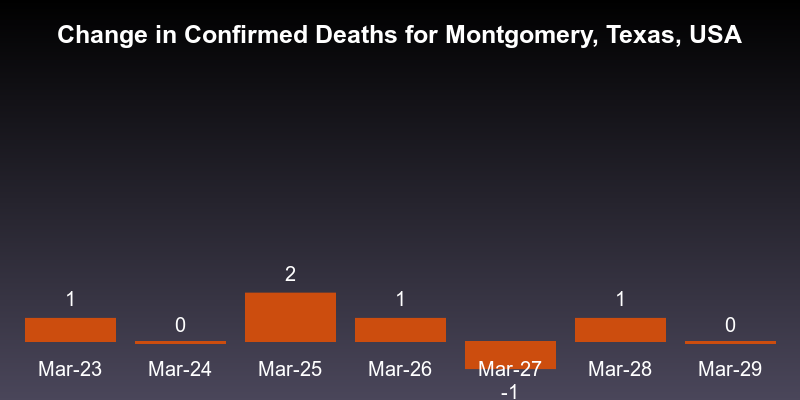 Change in Confirmed Deaths for Montgomery, Texas, USA
1
0
2
1
1
0
Mar-23
Mar-24
Mar-25
Mar-26
Mar-27
Mar-28
Mar-29
-1